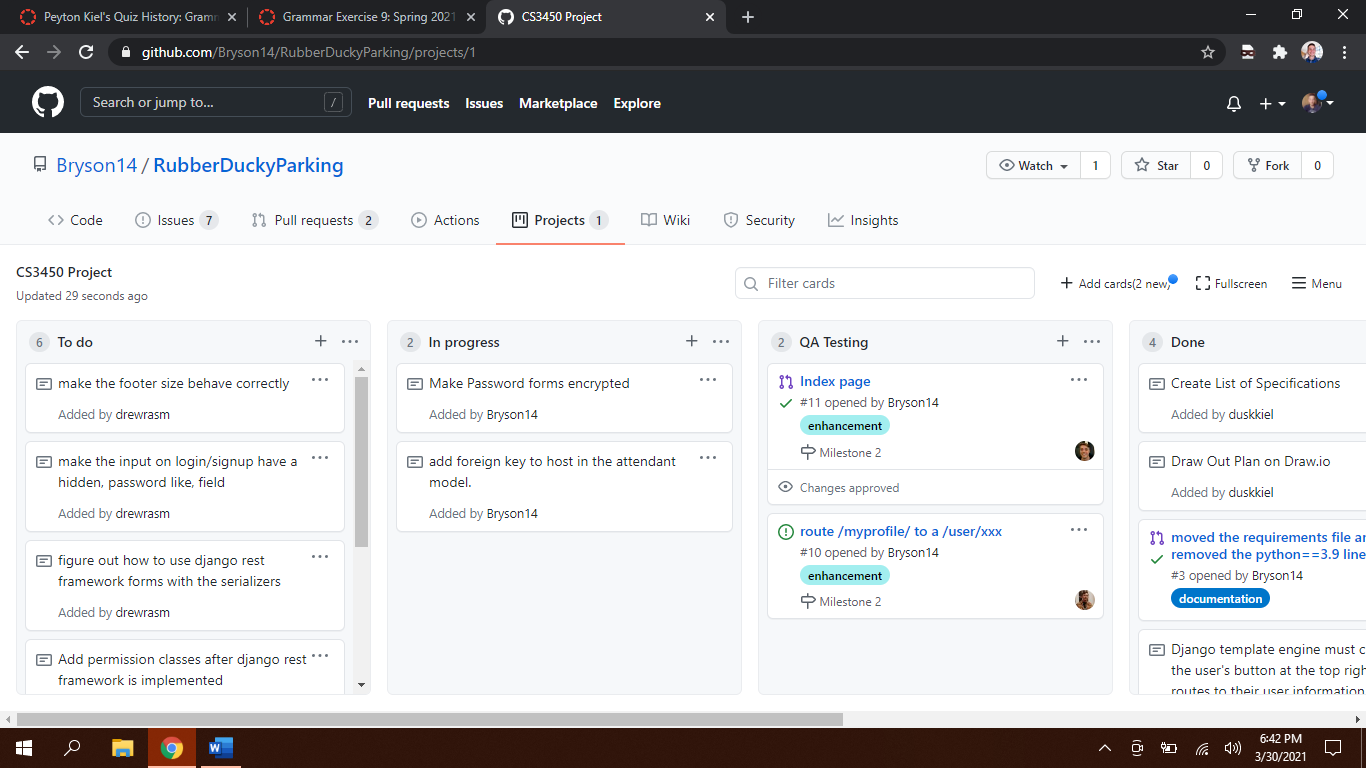 Peyton Kiel's Quiz History: Gramm
Grammar Exercise 9: Spring 2021
CS3450 Project
github.com/Bryson14/RubberDuckyParking/projects/1
Search or jump to... /
Pull requests Issues Marketplace Explore
Bryson14 / RubberDuckyParking
Watch 1 Star 0 Fork 0
Code Issues 7 Pull requests 2 Actions Projects 1 Wiki Security Insights
CS3450 Project
Updated 29 seconds ago
Filter cards
Add cards(2 new) Fullscreen Menu
6 To do
make the footer size behave correctly
Added by drewrasm
make the input on login/signup have a
hidden, password like, field
Added by drewrasm
figure out how to use django rest
framework forms with the serializers
Added by drewrasm
Add permission classes after django rest
framework is implemented
2 In progress
Make Password forms encrypted
Added by Bryson14
add foreign key to host in the attendant
model.
Added by Bryson14
2 QA Testing
Index page
#11 opened by Bryson14
enhancement
Milestone 2
Changes approved
route /myprofile/ to a /user/xxx
#10 opened by Bryson14
enhancement
Milestone 2
4 Done
Create List of Specifications
Added by duskkiel
Draw Out Plan on Draw.io
Added by duskkiel
moved the requirements file an
removed the python==3.9 line
#3 opened by Bryson14
documentation
Django template engine must c
the user's button at the top righ
routes to their user information
6:42 PM
3/30/2021